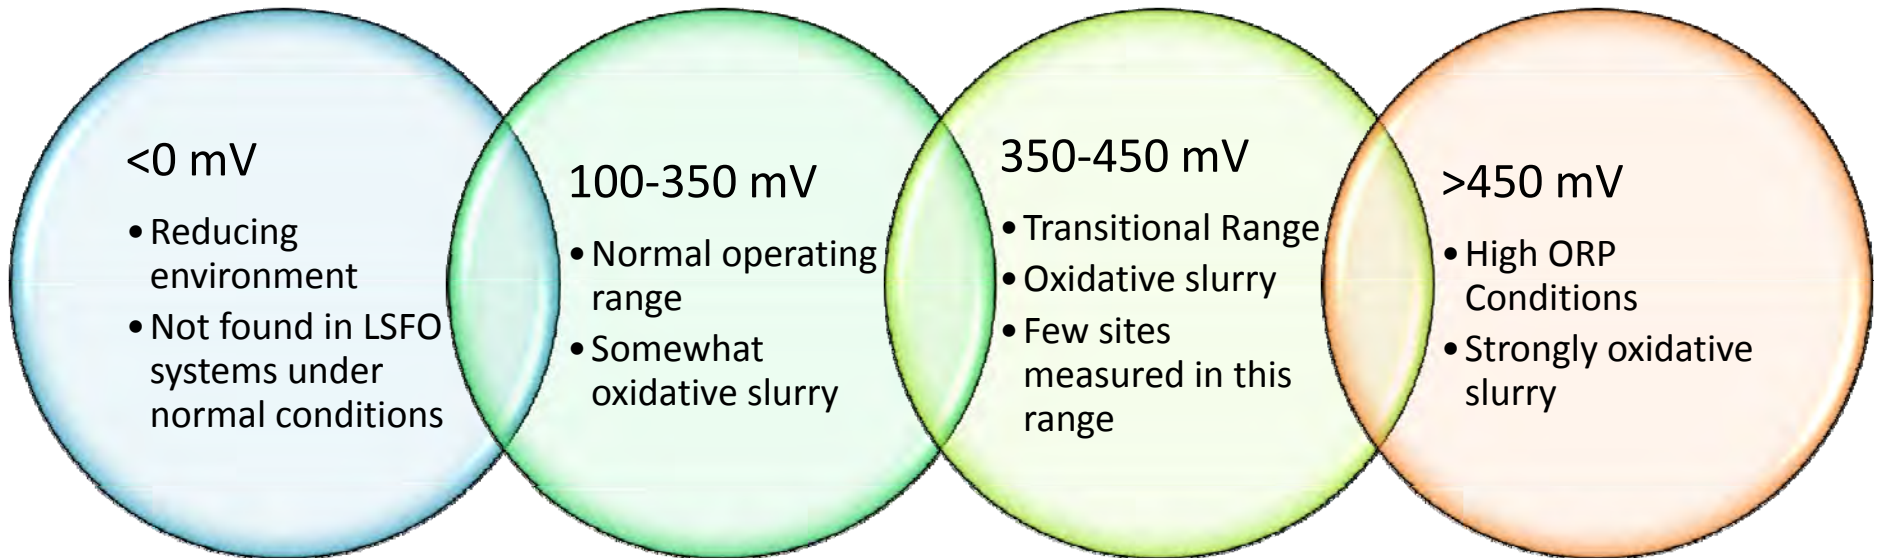 <0 mV
•Reducing
environment
•Not found in LSFO
systems under
normal conditions
100-350 mV
•Normal operating
range
•Somewhat
oxidative slurry
350-450 mV
•Transitional Range
•Oxidative slurry
•Few sites
measured in this
range
>450 mV
•High ORP
Conditions
•Strongly oxidative
slurry